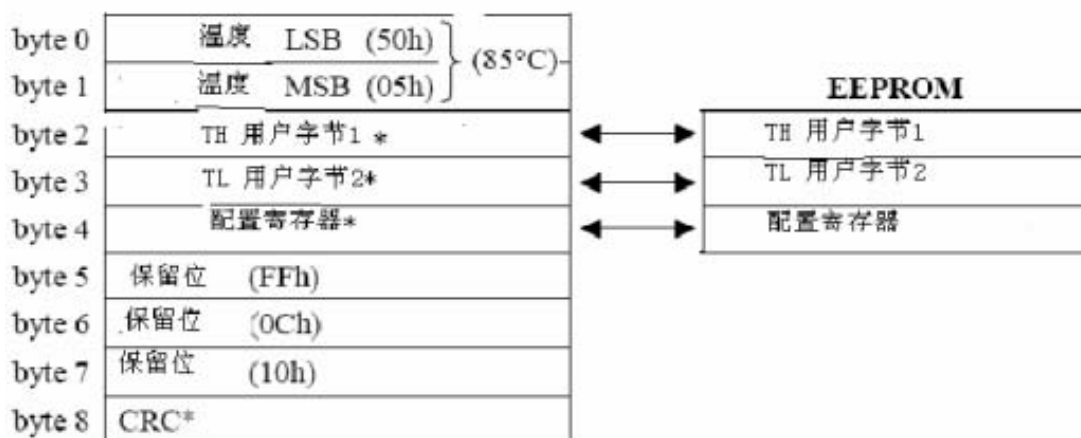 byte 0 温度 LSB (50h)
(85°C)
byte 1 温度 MSB (05h)
EEPROM
byte 2 TH 用户字节1 * TH 用户字节1
byte 3 TL 用户字节2* TL 用户字节2
byte 4 配置寄存器* 配置寄存器
byte 5 保留位 (FFh)
byte 6 保留位 (0Ch)
byte 7 保留位 (10h)
byte 8 CRC*